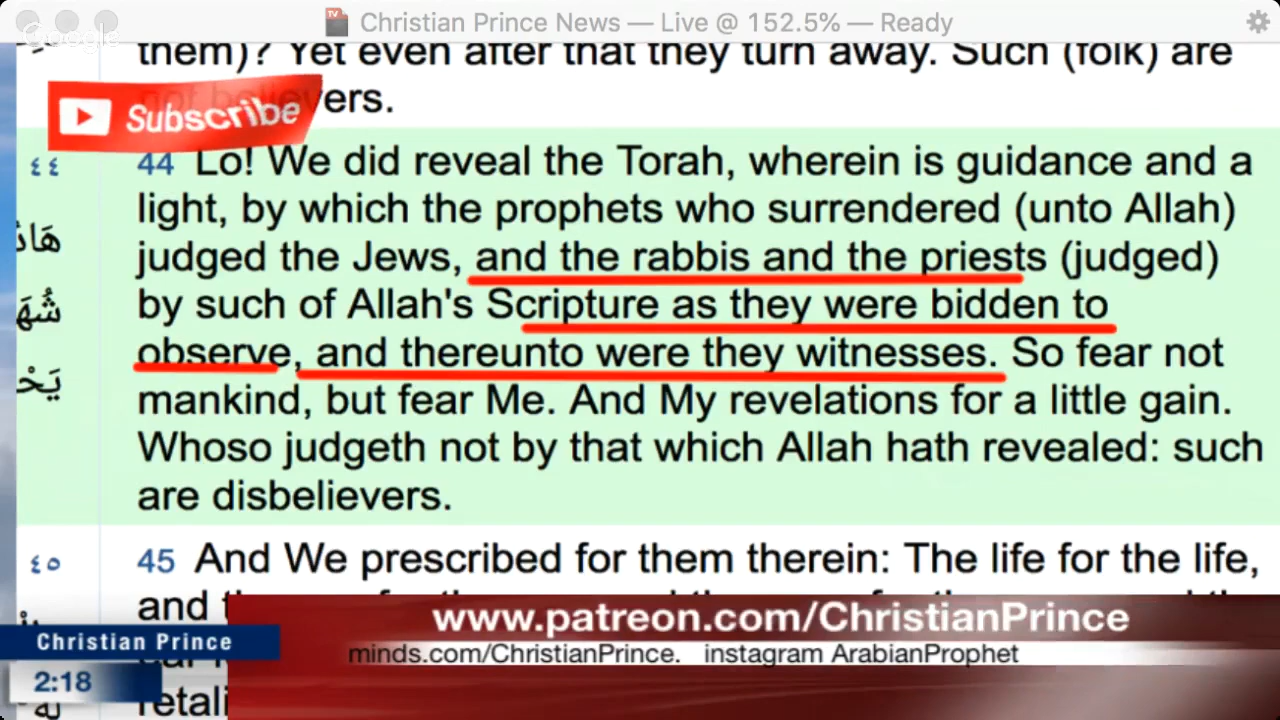 Christian Prince News — Live @ 152.5% — Ready
Google
them)? Yet even after that they turn away. Such (folk) are
not believers.
Subscribe
٤٤
44 Lo! We did reveal the Torah, wherein is guidance and a
light, by which the prophets who surrendered (unto Allah)
judged the Jews, and the rabbis and the priests (judged)
by such of Allah's Scripture as they were bidden to
observe, and thereunto were they witnesses. So fear not
mankind, but fear Me. And My revelations for a little gain.
Whoso judgeth not by that which Allah hath revealed: such
are disbelievers.
٤٥
45 And We prescribed for them therein: The life for the life,
and
www.patreon.com/ChristianPrince
Christian Prince
minds.com/ChristianPrince. instagram ArabianProphet
2:18